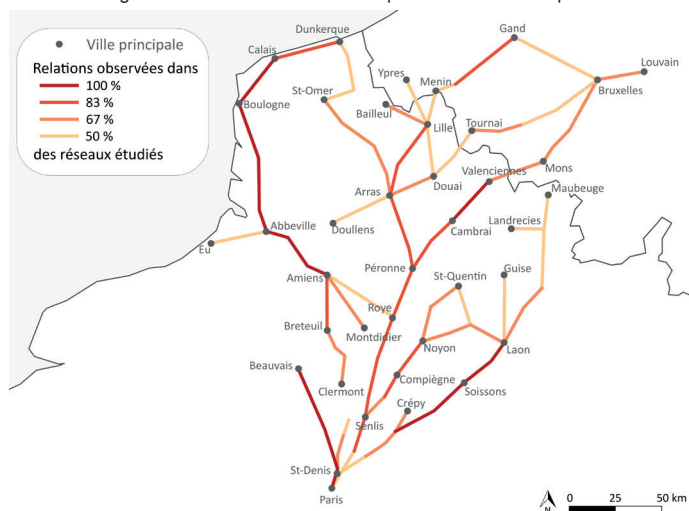 Dunkerque
Gand
Ville principale
Calais
Relations observées dans
100 %
83 %
67 %
50 %
des réseaux étudiés
Ypres
Menin
Louvain
Bruxelles
St-Omer
Boulogne
Bailleul
Lille
Tournai
Mons
Valenciennes
Douai
Maubeuge
Arras
Doullens
Cambrai
Landrecies
Abbeville
Eu
Péronne
Amiens
St-Quentin
Guise
Roye
Breteuil
Montdidier
Noyon
Laon
Beauvais
Clermont
Compiègne
Soissons
Crépy
Senlis
St-Denis
Paris
N
0 25 50 km